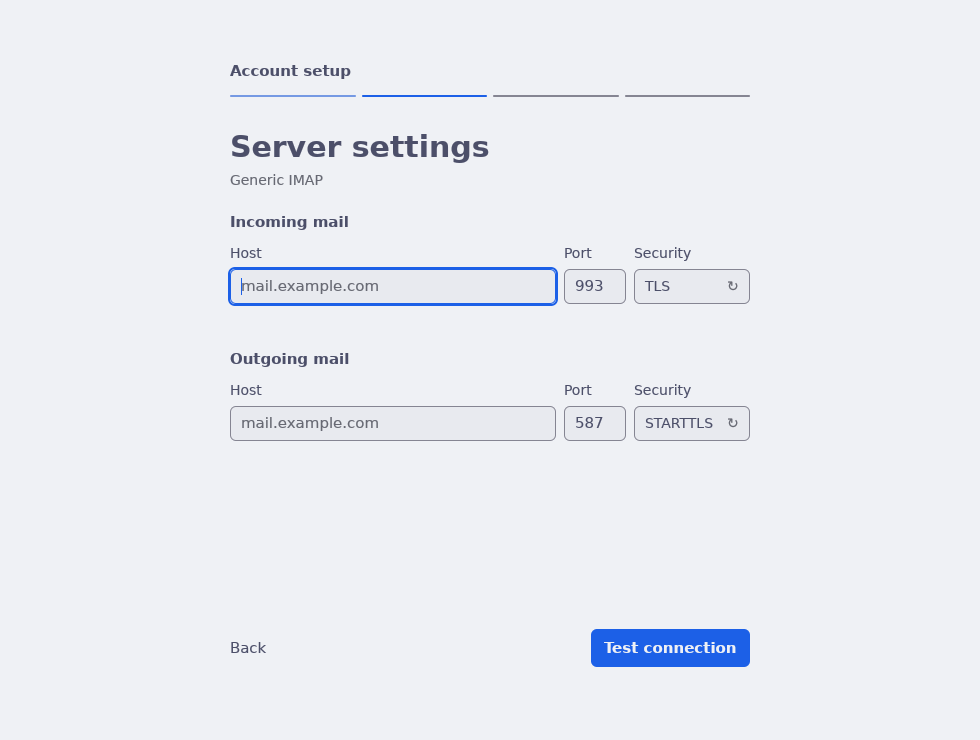 Account setup
Server settings
Generic IMAP
Incoming mail
Host Port Security
mail.example.com 993 TLS ↻
Outgoing mail
Host Port Security
mail.example.com 587 STARTTLS ↻
Back Test connection